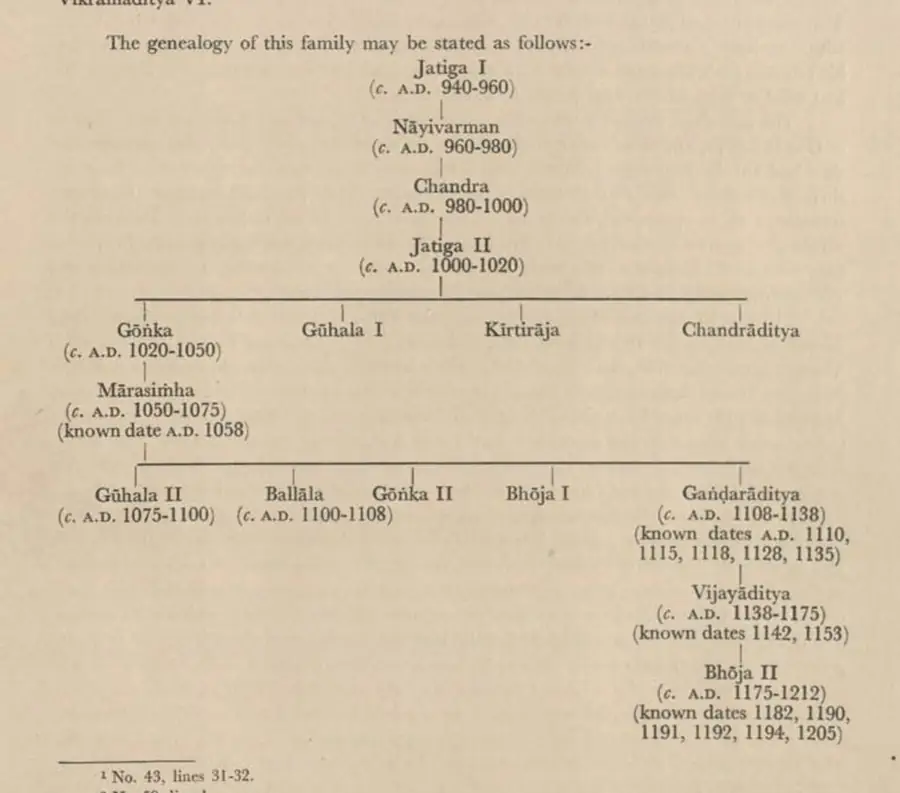 Vikramāditya VI.
The genealogy of this family may be stated as follows:-
Jatiga I
(c. A.D. 940-960)
Nāyivarman
(c. A.D. 960-980)
Chandra
(c. A.D. 980-1000)
Jatiga II
(c. A.D. 1000-1020)
Gōṅka Gūhala I Kīrtirāja Chandrāditya
(c. A.D. 1020-1050)
Mārasiṁha
(c. A.D. 1050-1075)
(known date A.D. 1058)
Gūhala II Ballāla Gōṅka II Bhōja I Gaṅḍarāditya
(c. A.D. 1075-1100) (c. A.D. 1100-1108) (c. A.D. 1108-1138)
(known dates A.D. 1110,
1115, 1118, 1128, 1135)
Vijayāditya
(c. A.D. 1138-1175)
(known dates 1142, 1153)
Bhōja II
(c. A.D. 1175-1212)
(known dates 1182, 1190,
1191, 1192, 1194, 1205)
1 No. 43, lines 31-32.